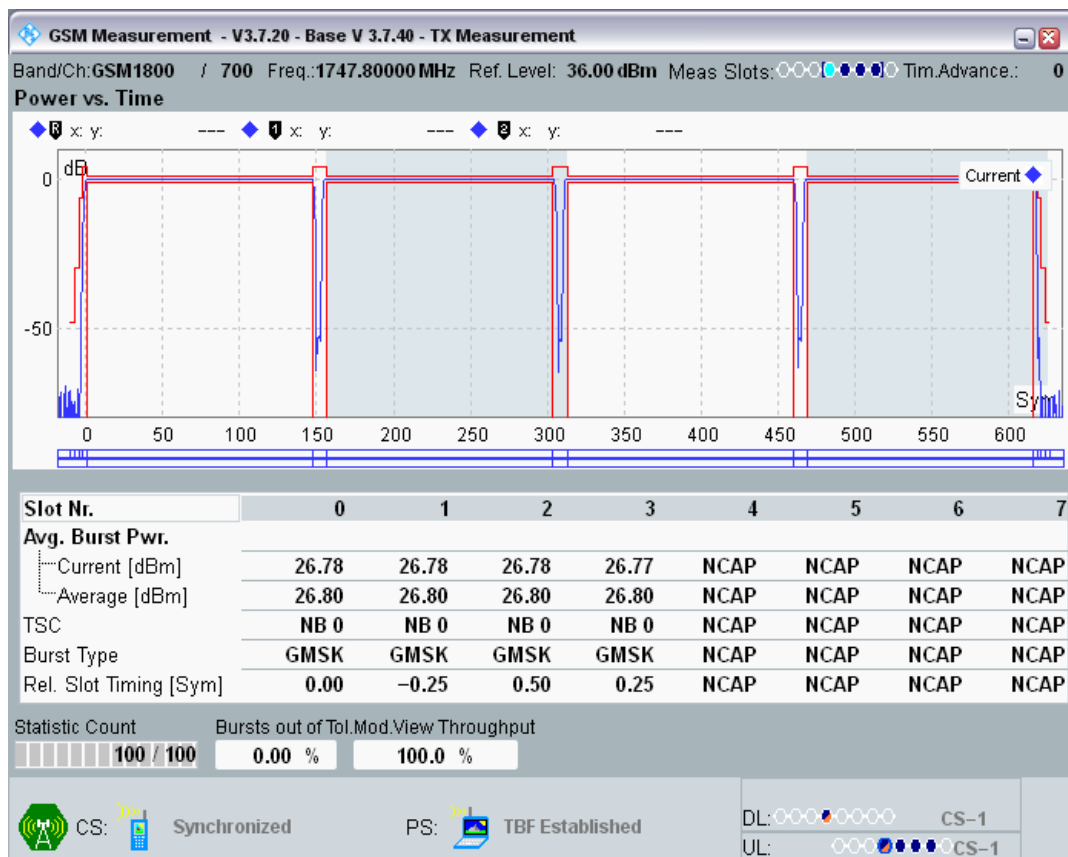 GSM Measurement - V3.7.20 - Base V 3.7.40 - TX Measurement
Band/Ch:GSM1800 / 700 Freq.:1747.80000 MHz Ref. Level: 36.00 dBm Meas Slots: Tim.Advance.: 0
Power vs. Time
R x: y: --- 1 x: y: --- 2 x: y: ---
dB
Current
0
-50
Sym
0 50 100 150 200 250 300 350 400 450 500 550 600
Slot Nr. 0 1 2 3 4 5 6 7
Avg. Burst Pwr.
Current [dBm] 26.78 26.78 26.78 26.77 NCAP NCAP NCAP NCAP
Average [dBm] 26.80 26.80 26.80 26.80 NCAP NCAP NCAP NCAP
TSC NB 0 NB 0 NB 0 NB 0 NCAP NCAP NCAP NCAP
Burst Type GMSK GMSK GMSK GMSK NCAP NCAP NCAP NCAP
Rel. Slot Timing [Sym] 0.00 −0.25 0.50 0.25 NCAP NCAP NCAP NCAP
Statistic Count Bursts out of Tol. Mod.View Throughput
100 / 100 0.00 % 100.0 %
CS: Synchronized PS: TBF Established
DL: CS−1
UL: CS−1